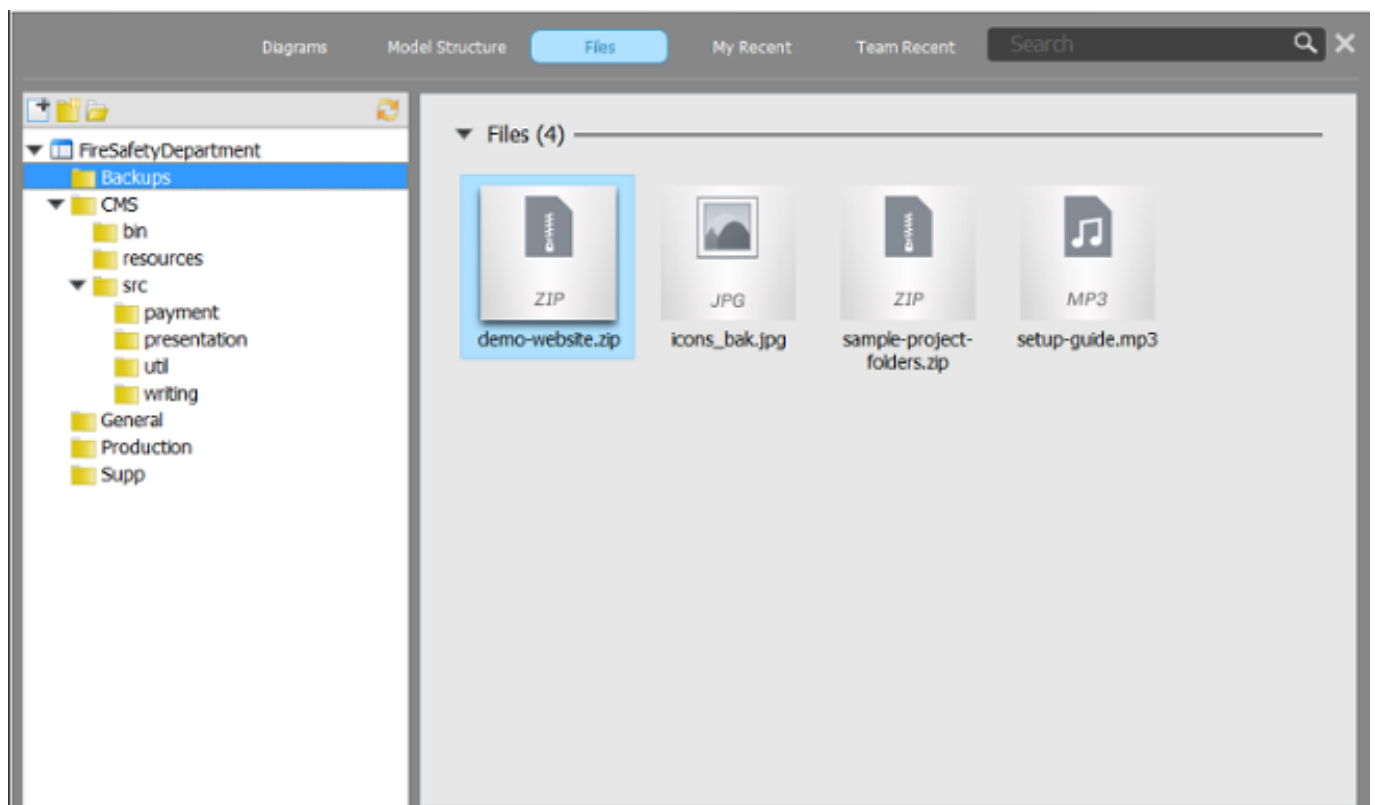 Diagrams Model Structure Files My Recent Team Recent Search
FireSafetyDepartment
Backups
CMS
bin
resources
src
payment
presentation
util
writing
General
Production
Supp
Files (4)
ZIP JPG ZIP MP3
demo-website.zip icons_bak.jpg sample-project- setup-guide.mp3
folders.zip